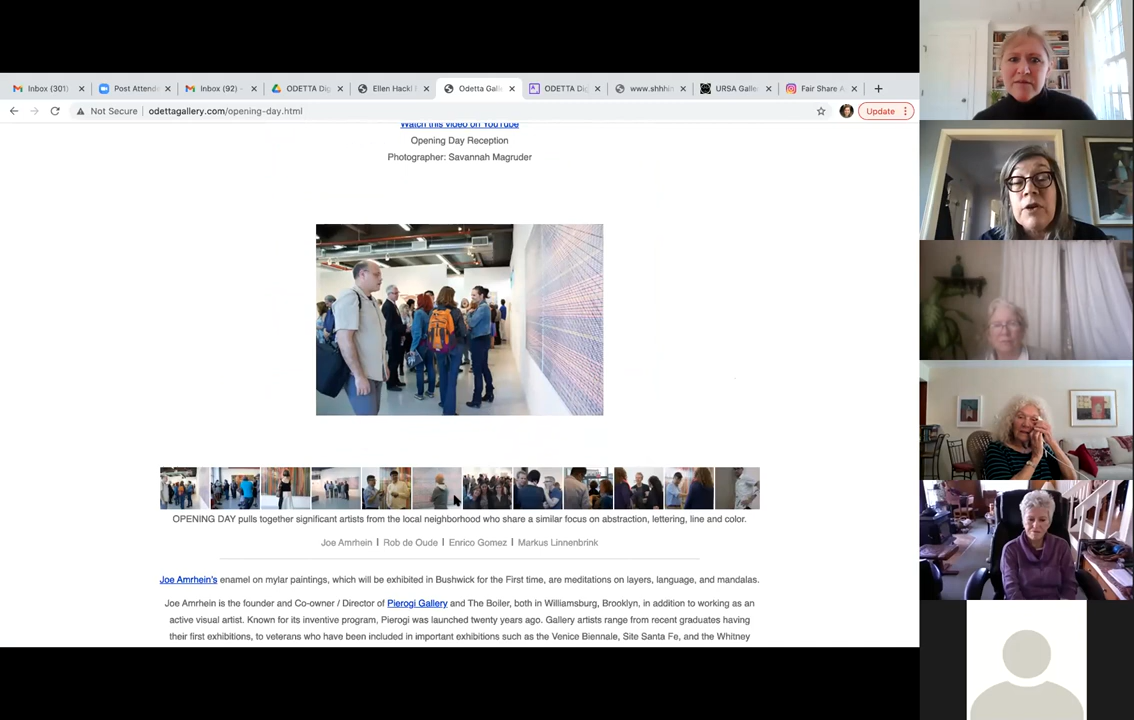 Inbox (301)
Post Attend
Inbox (92) -
ODETTA Dig
Ellen Hackl
Odetta Gall
ODETTA Dig
www.shhhin
URSA Galle
Fair Share A
Not Secure
odettagallery.com/opening-day.html
Update
Watch this video on YouTube
Opening Day Reception
Photographer: Savannah Magruder
OPENING DAY pulls together significant artists from the local neighborhood who share a similar focus on abstraction, lettering, line and color.
Joe Amrhein | Rob de Oude | Enrico Gomez | Markus Linnenbrink
Joe Amrhein's enamel on mylar paintings, which will be exhibited in Bushwick for the First time, are meditations on layers, language, and mandalas.
Joe Amrhein is the founder and Co-owner / Director of Pierogi Gallery and The Boiler, both in Williamsburg, Brooklyn, in addition to working as an
active visual artist. Known for its inventive program, Pierogi was launched twenty years ago. Gallery artists range from recent graduates having
their first exhibitions, to veterans who have been included in important exhibitions such as the Venice Biennale, Site Santa Fe, and the Whitney